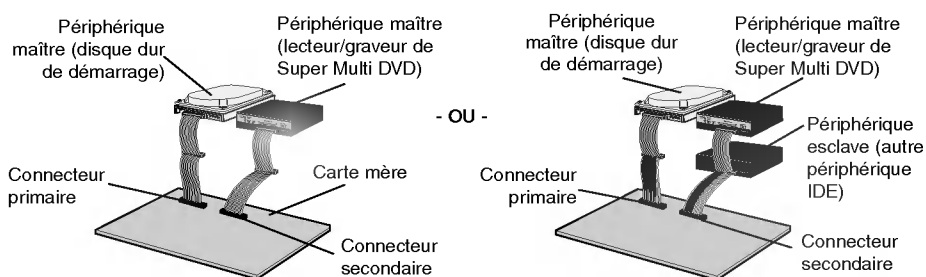 Périphérique
maître (disque dur
de démarrage)
Périphérique maître
(lecteur/graveur de
Super Multi DVD)
Connecteur
primaire
Carte mère
Connecteur
secondaire
- OU -
Périphérique
maître (disque dur
de démarrage)
Périphérique maître
(lecteur/graveur de
Super Multi DVD)
Périphérique
esclave (autre
périphérique
IDE)
Connecteur
primaire
Connecteur
secondaire